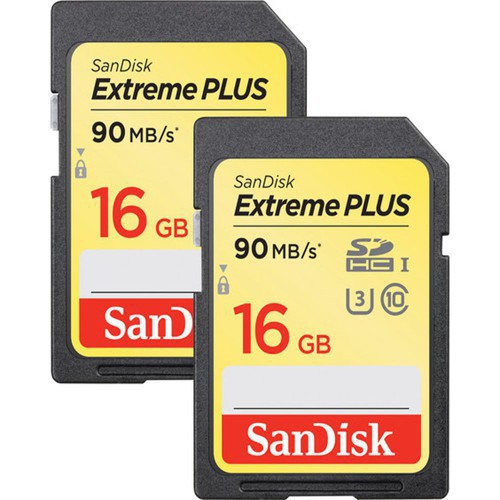 SanDisk
Extreme PLUS
90 MB/s*
16 GB
SanDisk
SanDisk
Extreme PLUS
90 MB/s*
SD HC I
U3 10
16 GB
SanDisk